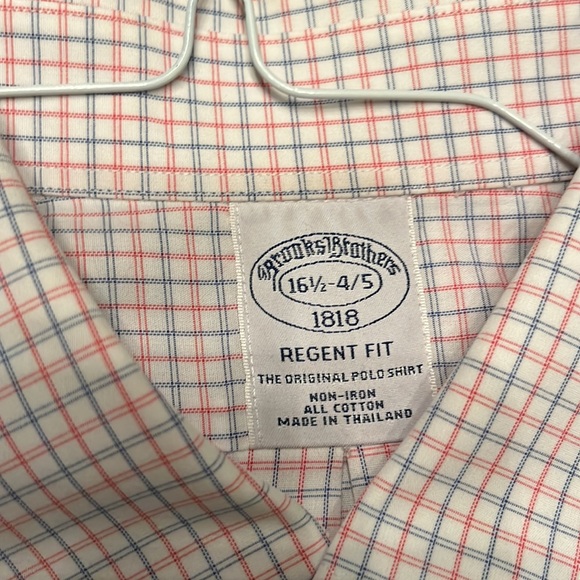 Brooks Brothers
16½-4/5
1818
REGENT FIT
THE ORIGINAL POLO SHIRT
NON-IRON
ALL COTTON
MADE IN THAILAND